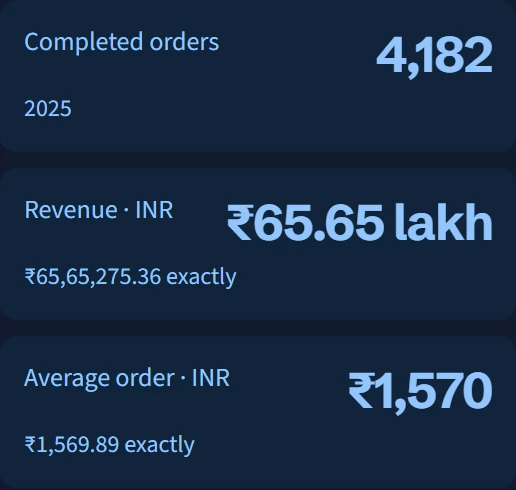 Completed orders
4,182
2025
Revenue · INR
₹65.65 lakh
₹65,65,275.36 exactly
Average order · INR
₹1,570
₹1,569.89 exactly